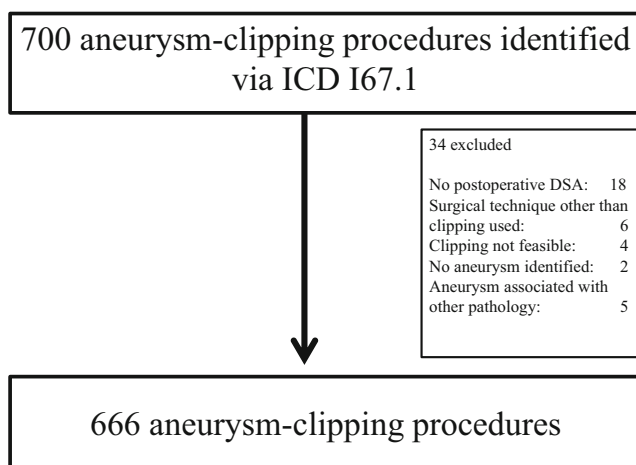 700 aneurysm-clipping procedures identified
via ICD I67.1
34 excluded
No postoperative DSA: 18
Surgical technique other than
clipping used: 6
Clipping not feasible: 4
No aneurysm identified: 2
Aneurysm associated with
other pathology: 5
666 aneurysm-clipping procedures